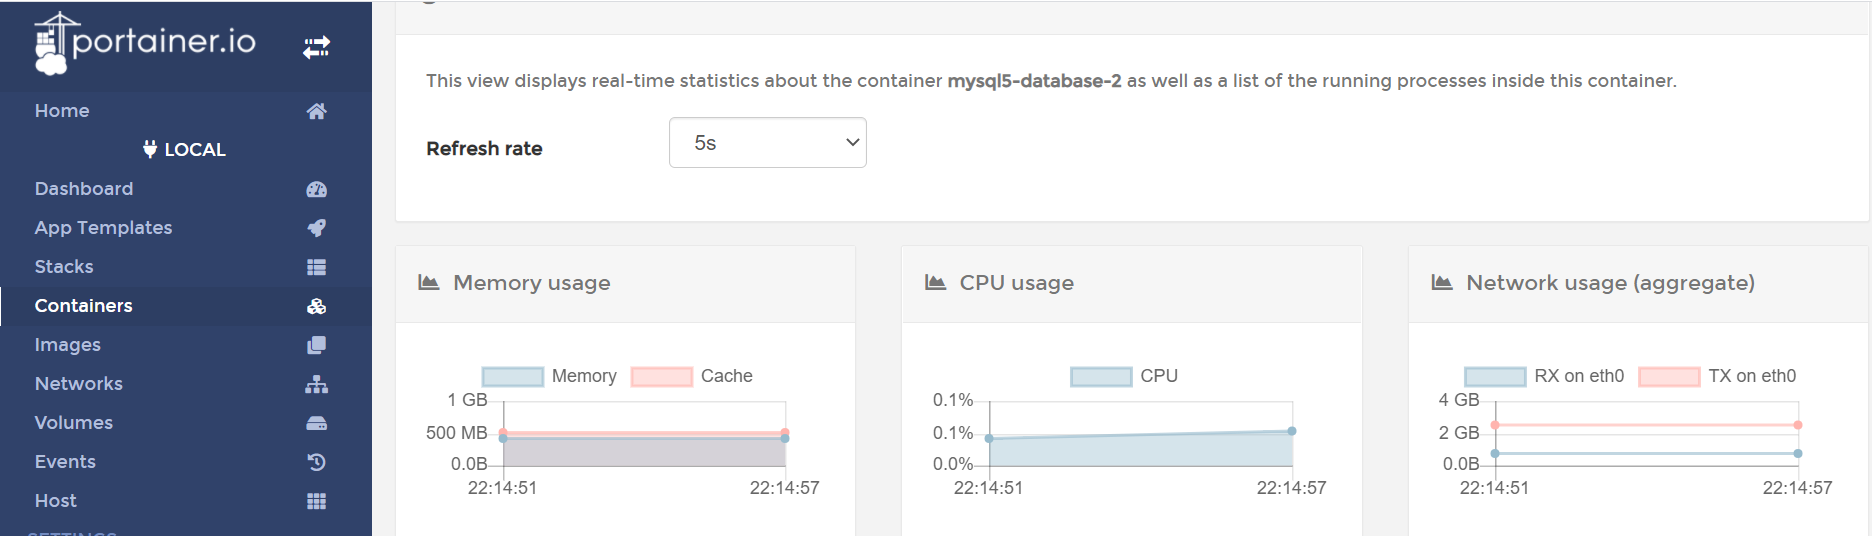 portainer.io
Home
LOCAL
Dashboard
App Templates
Stacks
Containers
Images
Networks
Volumes
Events
Host
SETTINGS
This view displays real-time statistics about the container mysql5-database-2 as well as a list of the running processes inside this container.
Refresh rate
5s
Memory usage
Memory
Cache
1 GB
500 MB
0.0B
22:14:51
22:14:57
CPU usage
CPU
0.1%
0.1%
0.0%
22:14:51
22:14:57
Network usage (aggregate)
RX on eth0
TX on eth0
4 GB
2 GB
0.0B
22:14:51
22:14:57